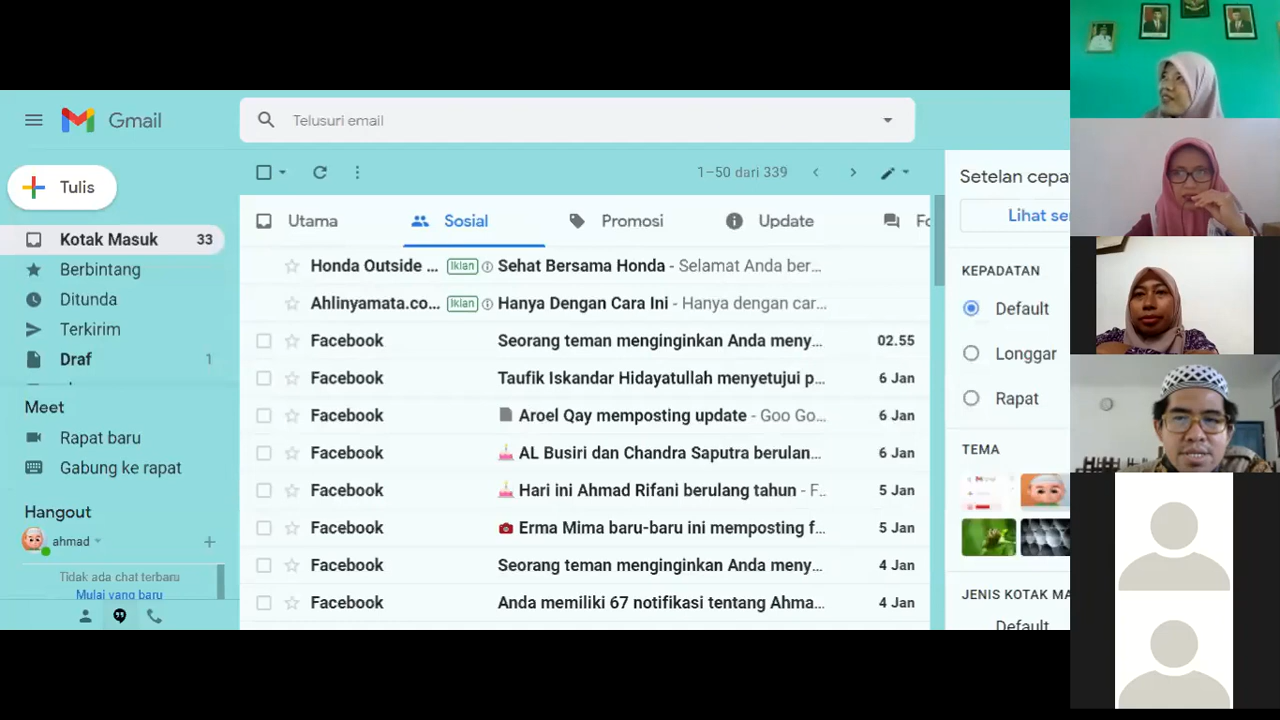 Gmail
Telusuri email
Tulis
1–50 dari 339
Setelan cepa
Lihat se
Utama
Sosial
Promosi
Update
Fo
Kotak Masuk 33
Berbintang
Ditunda
Terkirim
Draf 1
Meet
Rapat baru
Gabung ke rapat
Hangout
ahmad
Tidak ada chat terbaru
Mulai yang baru
Honda Outside ... Iklan Sehat Bersama Honda - Selamat Anda ber...
Ahlinyamata.co... Iklan Hanya Dengan Cara Ini - Hanya dengan car...
Facebook Seorang teman menginginkan Anda meny... 02.55
Facebook Taufik Iskandar Hidayatullah menyetujui p... 6 Jan
Facebook Aroel Qay memposting update - Goo Go... 6 Jan
Facebook AL Busiri dan Chandra Saputra berulan... 6 Jan
Facebook Hari ini Ahmad Rifani berulang tahun - F... 5 Jan
Facebook Erma Mima baru-baru ini memposting f... 5 Jan
Facebook Seorang teman menginginkan Anda meny... 4 Jan
Facebook Anda memiliki 67 notifikasi tentang Ahma... 4 Jan
KEPADATAN
Default
Longgar
Rapat
TEMA
JENIS KOTAK MA
Default